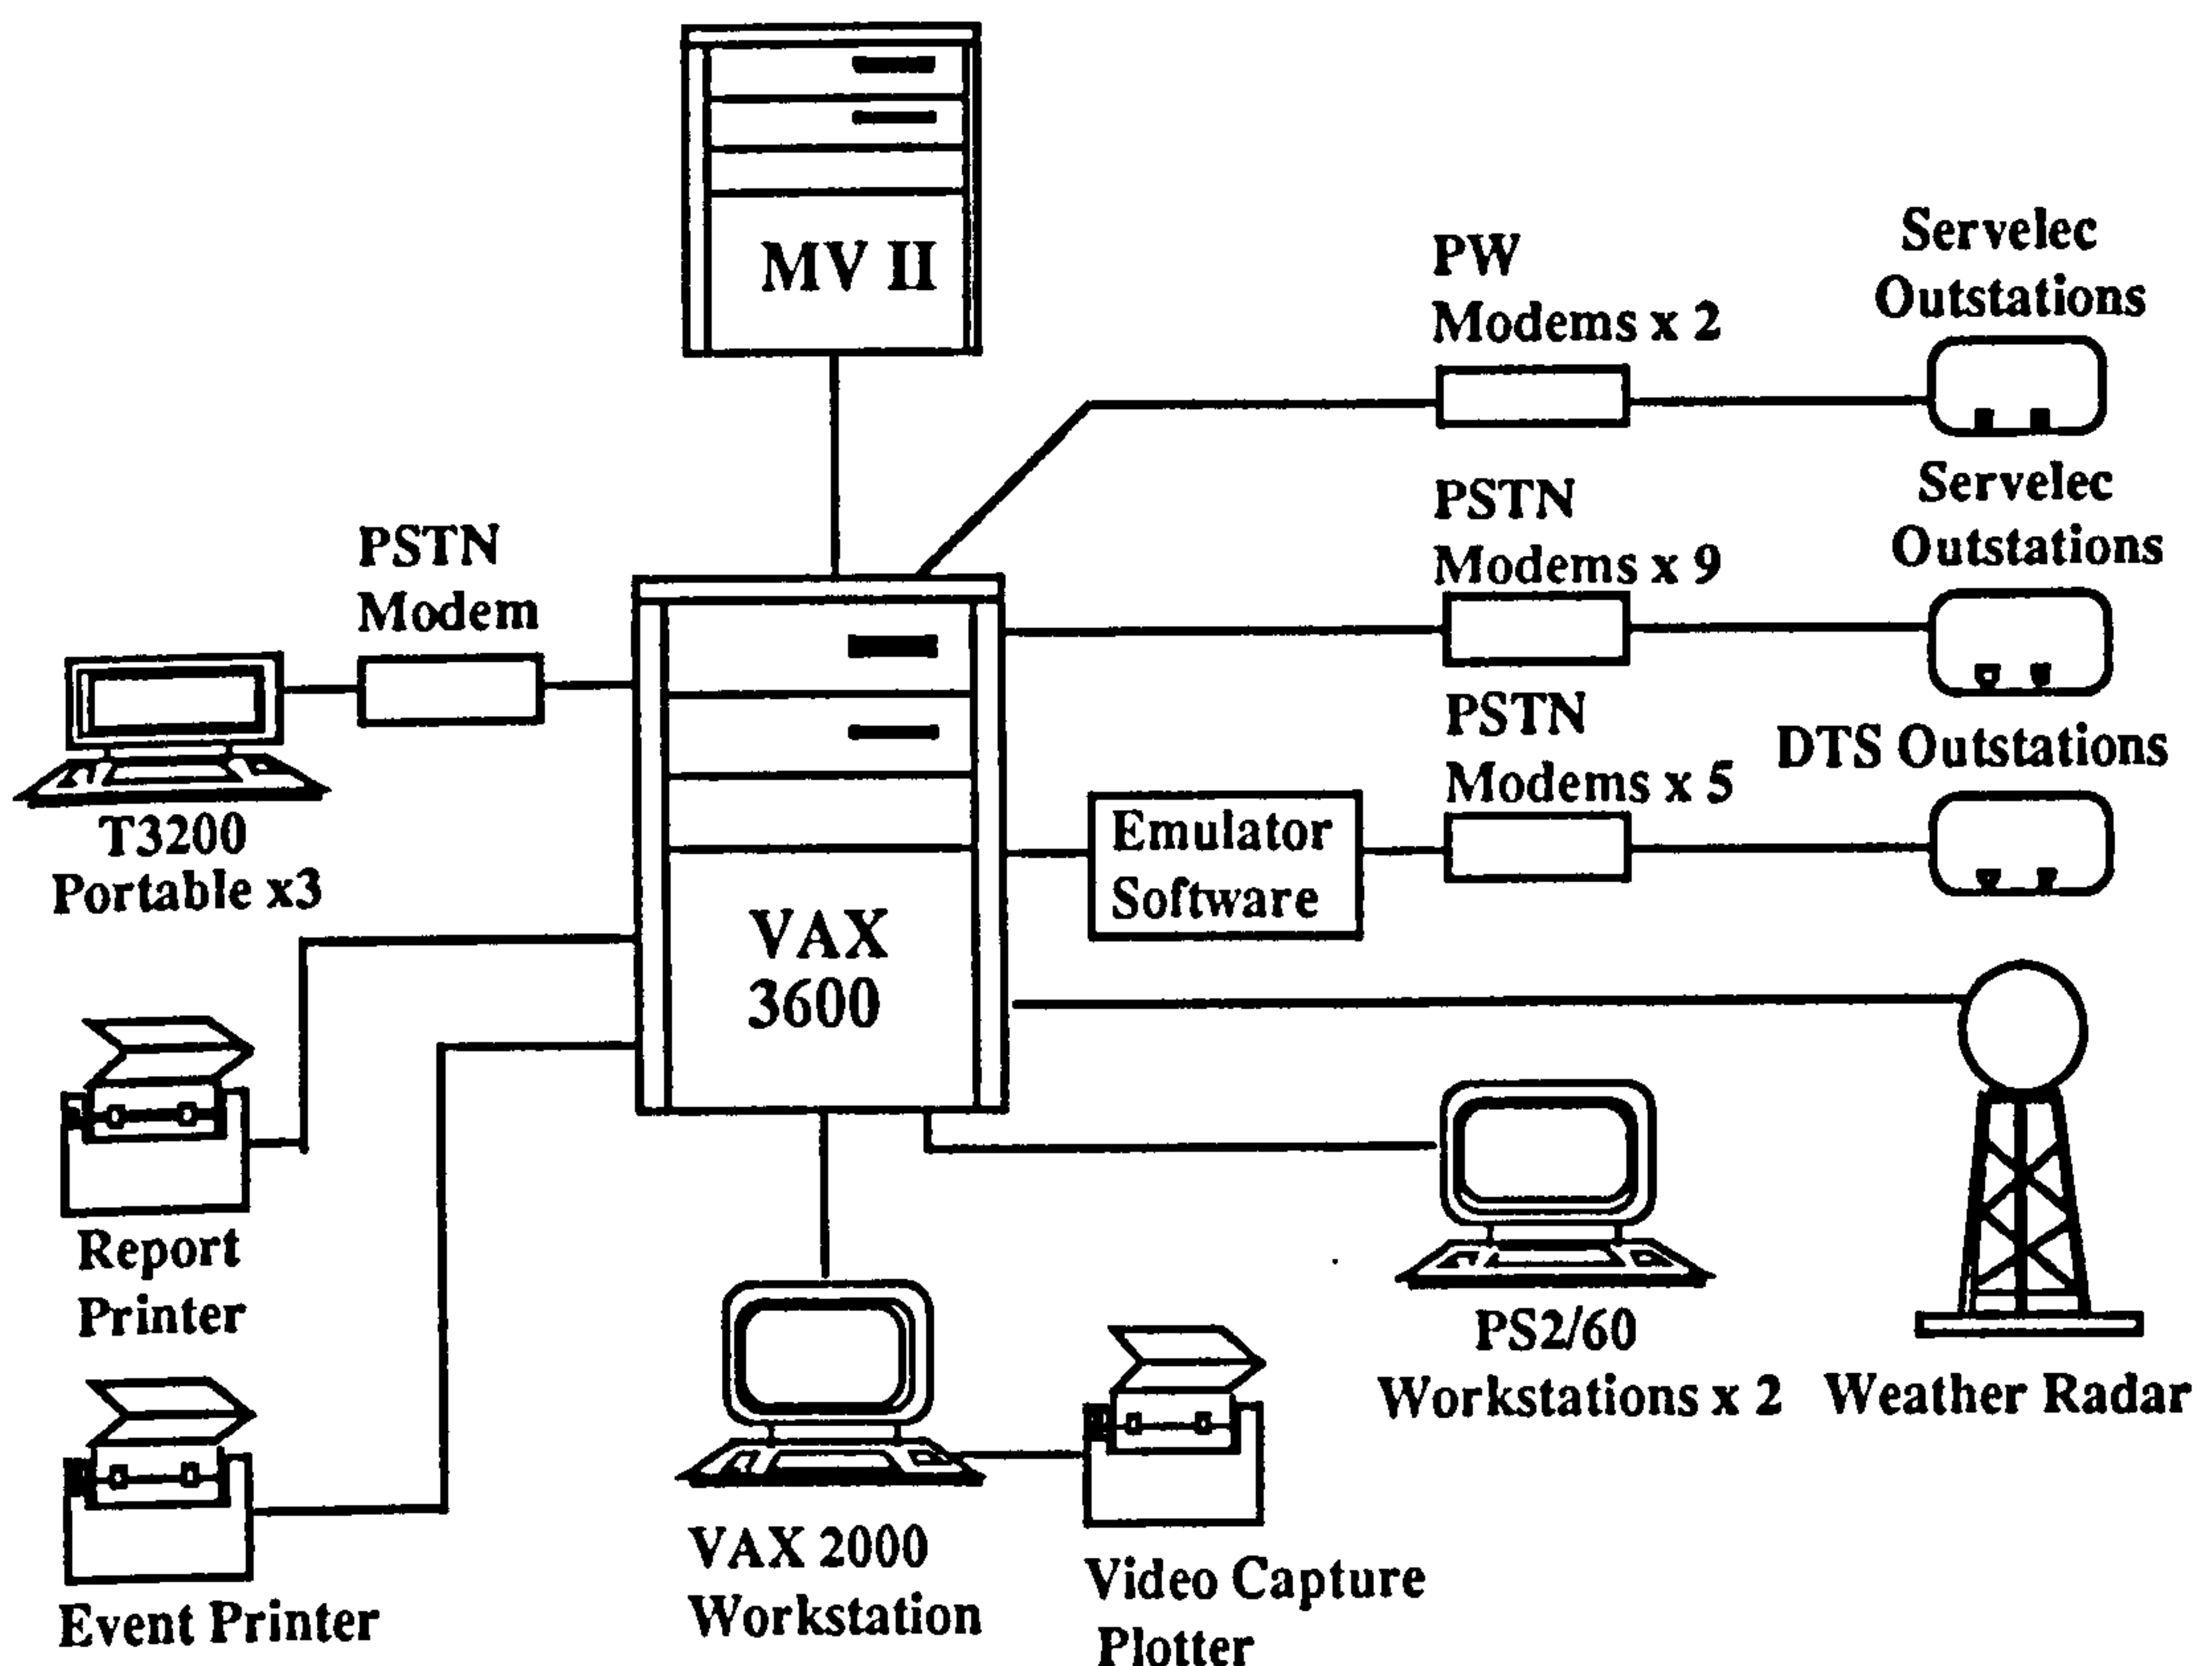 MV II
PW
Modems x 2
Servelec
Outstations
PSTN
Modems x 9
Servelec
Outstations
PSTN
Modem
T3200
Portable x3
PSTN
Modems x 5
DTS Outstations
Emulator
Software
VAX
3600
Report
Printer
PS2/60
Workstations x 2
Weather Radar
Event Printer
VAX 2000
Workstation
Video Capture
Plotter